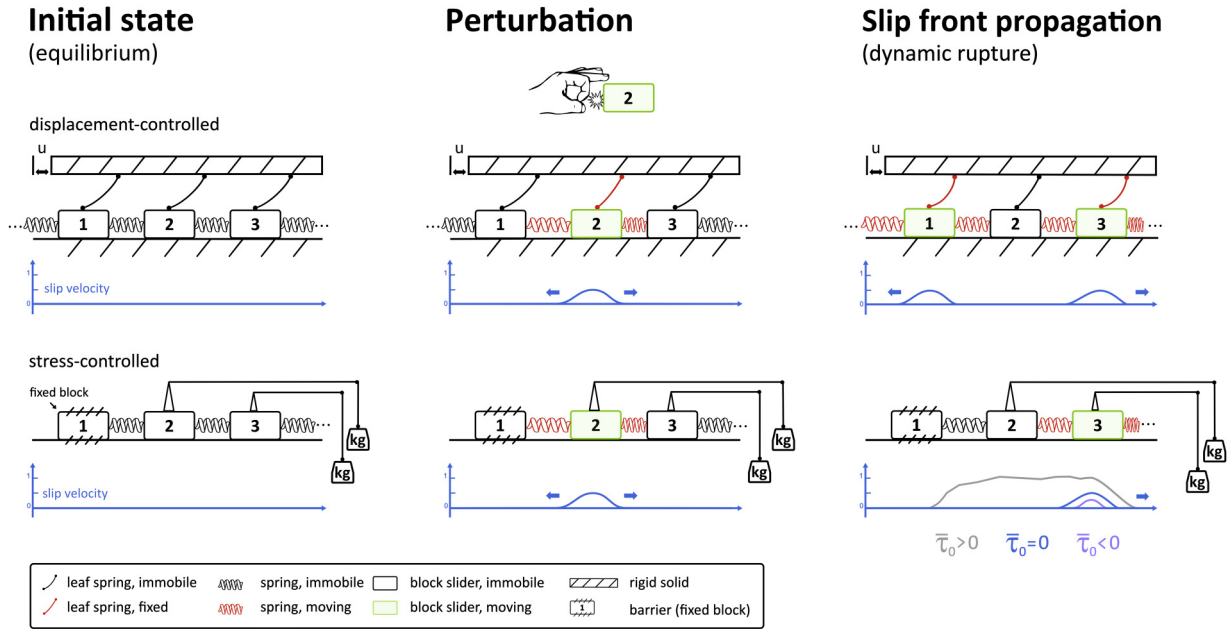 Initial state
(equilibrium)
Perturbation
Slip front propagation
(dynamic rupture)
2
displacement-controlled
u
1 2 3
u
1 2 3
u
1 2 3
1
0
slip velocity
1
0
1
0
stress-controlled
fixed block
1 2 3
kg
kg
1 2 3
kg
kg
1 2 3
kg
kg
1
0
slip velocity
1
0
1
0
τ̄₀>0 τ̄₀=0 τ̄₀<0
leaf spring, immobile spring, immobile block slider, immobile rigid solid
leaf spring, fixed spring, moving block slider, moving 1 barrier (fixed block)